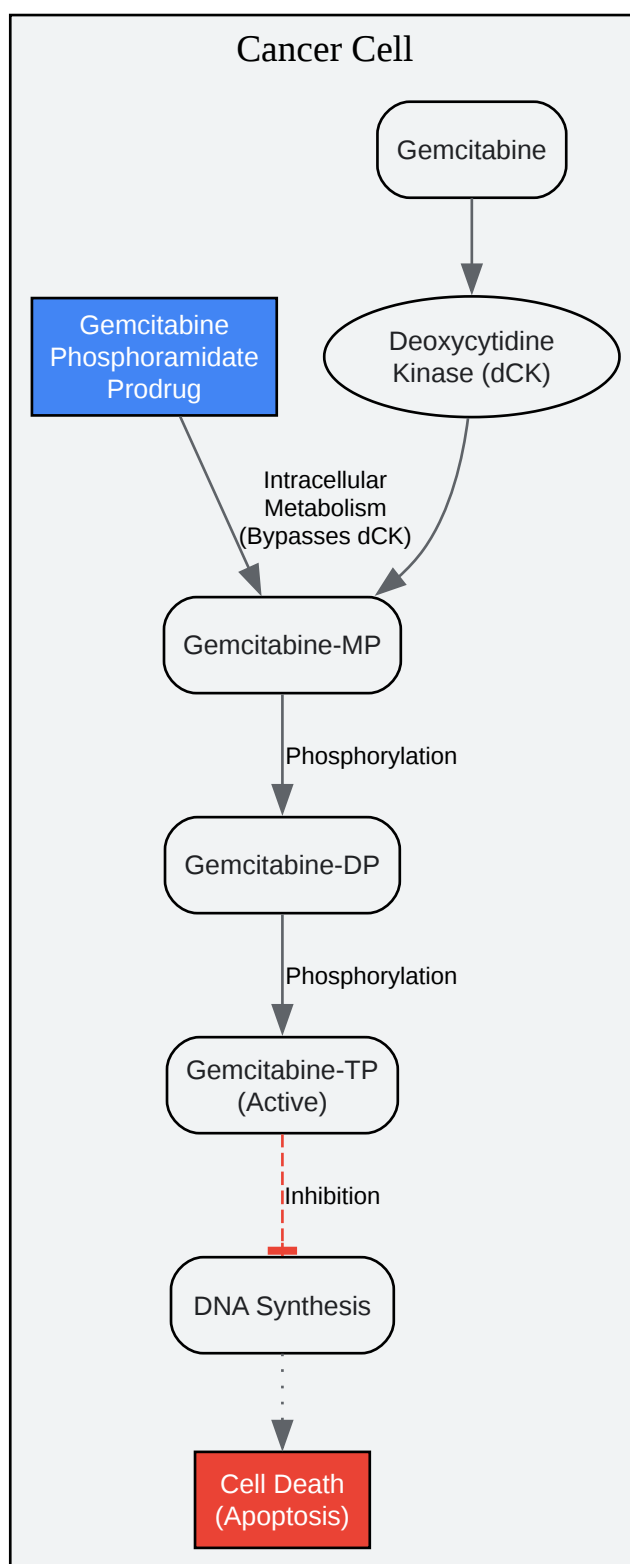 Cancer Cell
Gemcitabine
Gemcitabine
Phosphoramidate
Prodrug
Deoxycytidine
Kinase (dCK)
Intracellular
Metabolism
(Bypasses dCK)
Gemcitabine-MP
Phosphorylation
Gemcitabine-DP
Phosphorylation
Gemcitabine-TP
(Active)
Inhibition
DNA Synthesis
Cell Death
(Apoptosis)